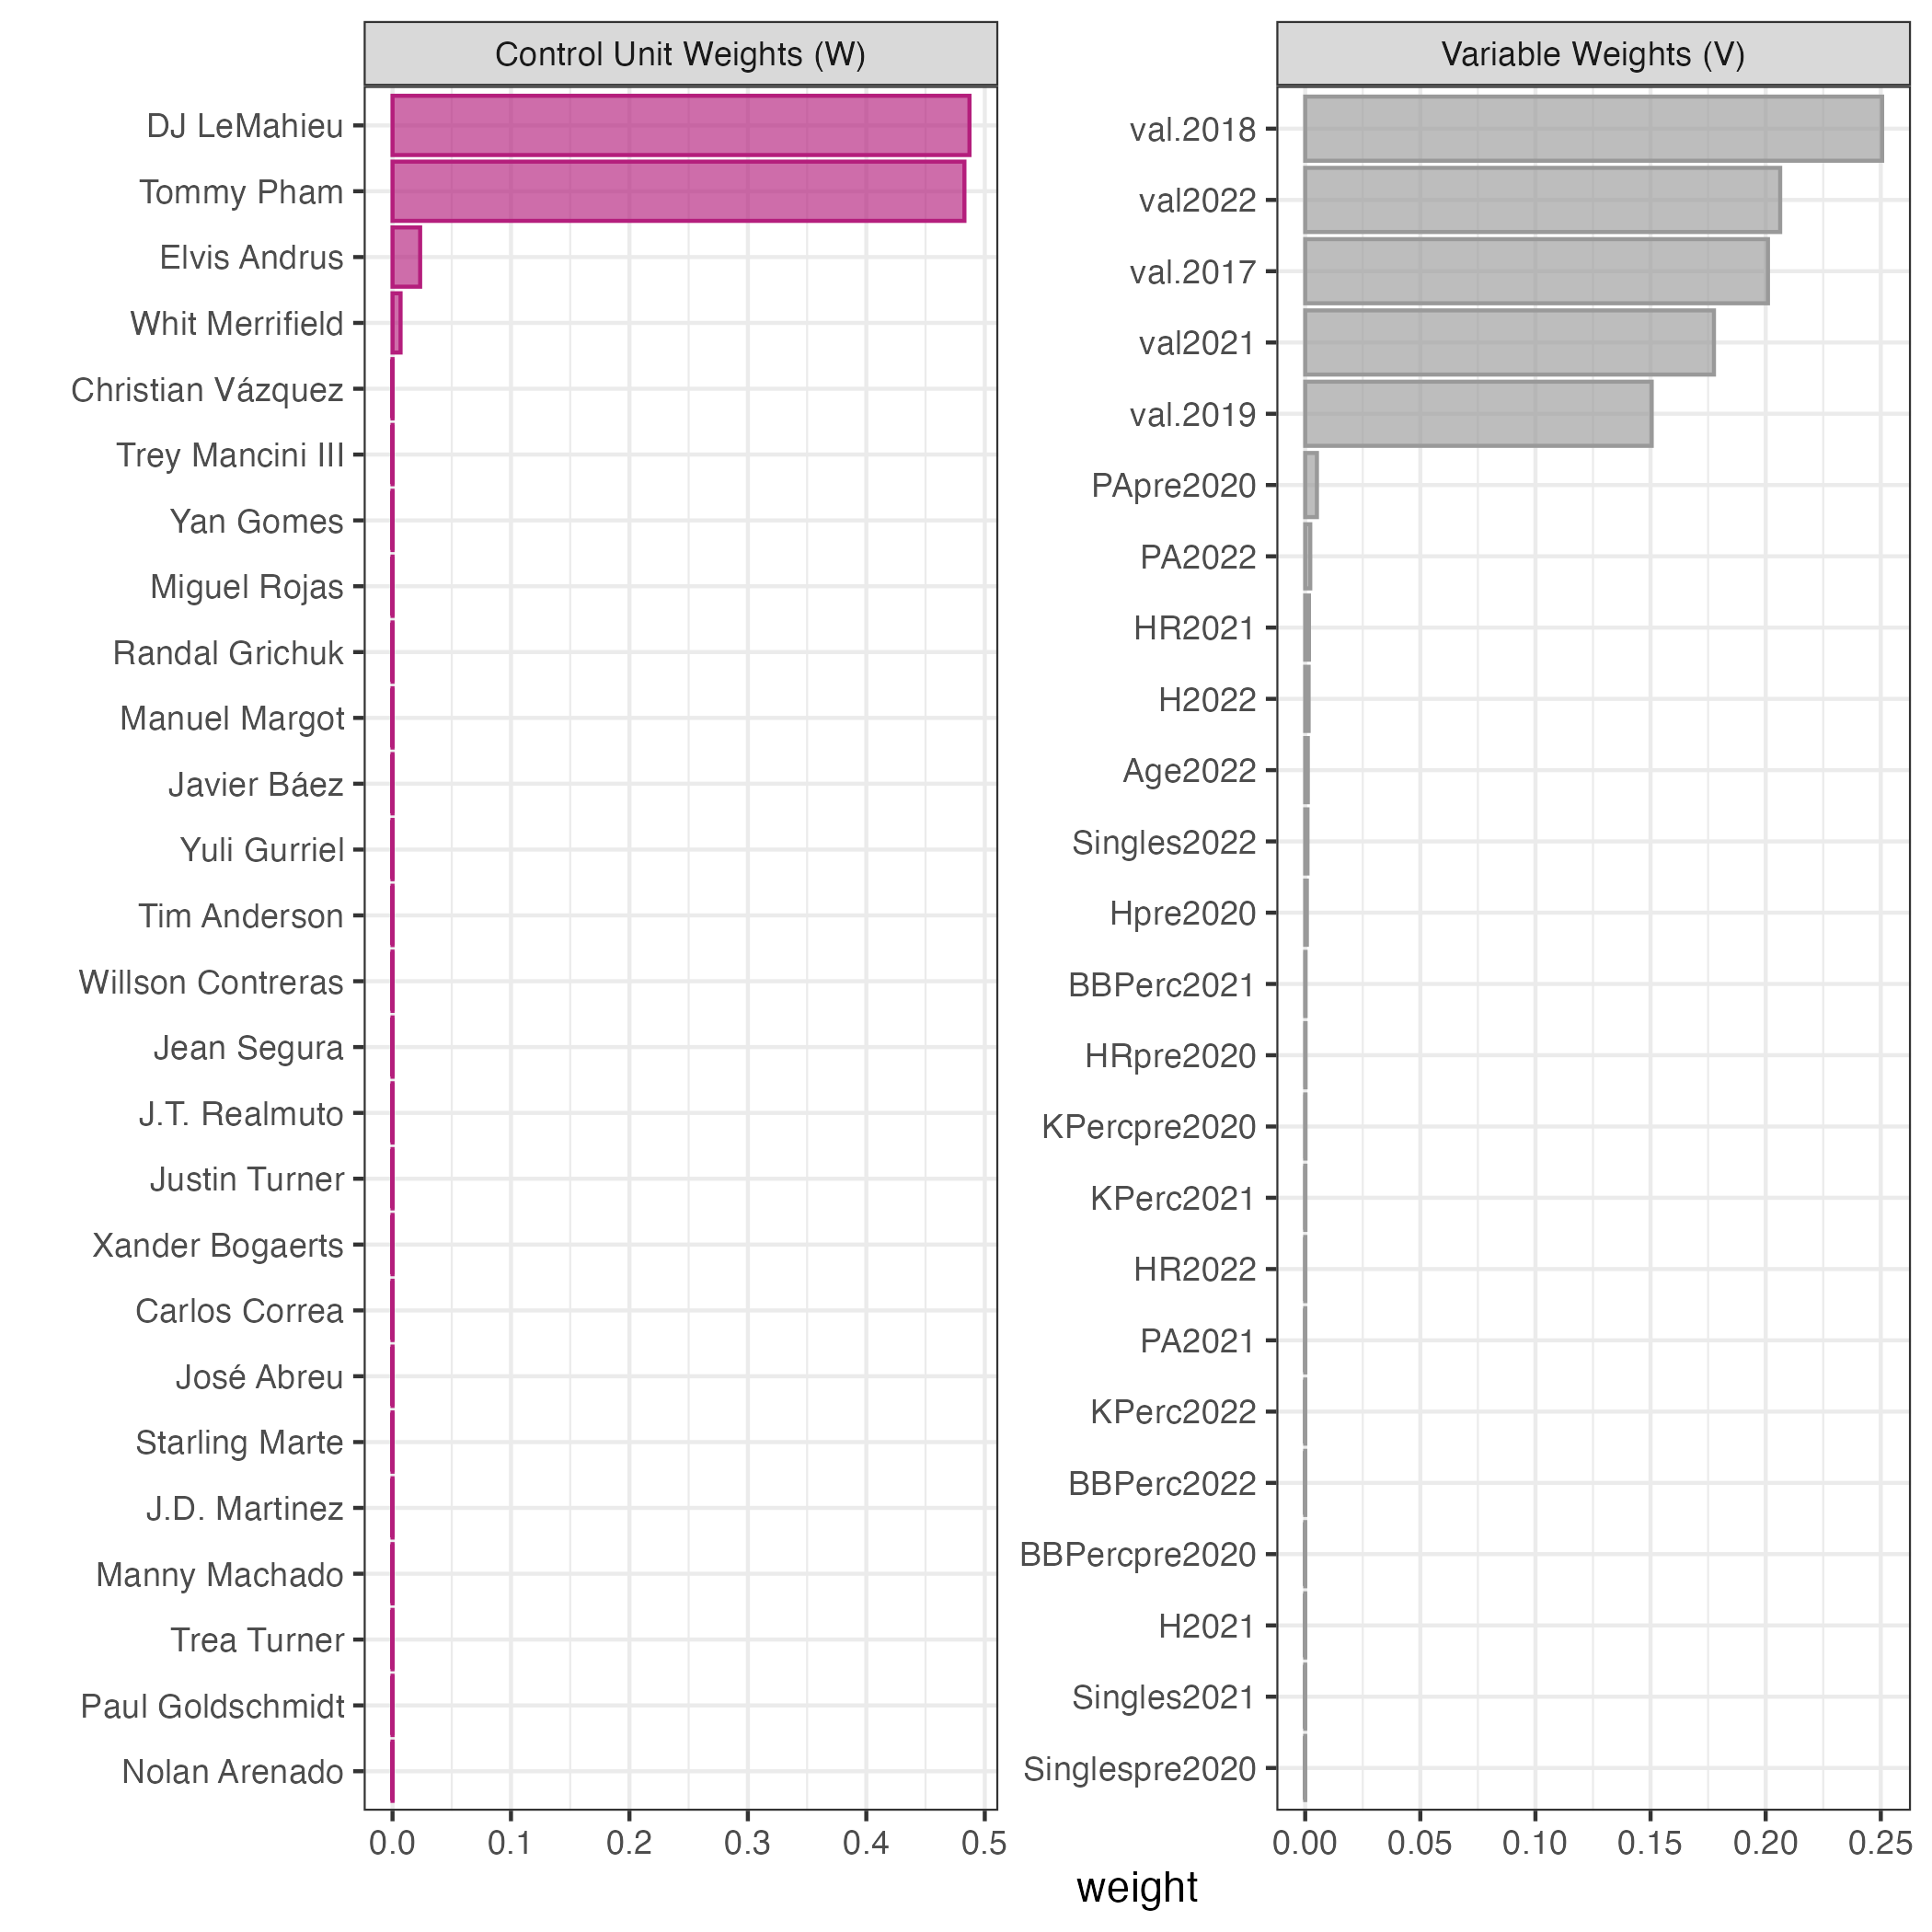 Control Unit Weights (W)
DJ LeMahieu
Tommy Pham
Elvis Andrus
Whit Merrifield
Christian Vázquez
Trey Mancini III
Yan Gomes
Miguel Rojas
Randal Grichuk
Manuel Margot
Javier Báez
Yuli Gurriel
Tim Anderson
Willson Contreras
Jean Segura
J.T. Realmuto
Justin Turner
Xander Bogaerts
Carlos Correa
José Abreu
Starling Marte
J.D. Martinez
Manny Machado
Trea Turner
Paul Goldschmidt
Nolan Arenado
0.0 0.1 0.2 0.3 0.4 0.5
Variable Weights (V)
val.2018
val2022
val.2017
val2021
val.2019
PApre2020
PA2022
HR2021
H2022
Age2022
Singles2022
Hpre2020
BBPerc2021
HRpre2020
KPercpre2020
KPerc2021
HR2022
PA2021
KPerc2022
BBPerc2022
BBPercpre2020
H2021
Singles2021
Singlespre2020
0.00 0.05 0.10 0.15 0.20 0.25
weight